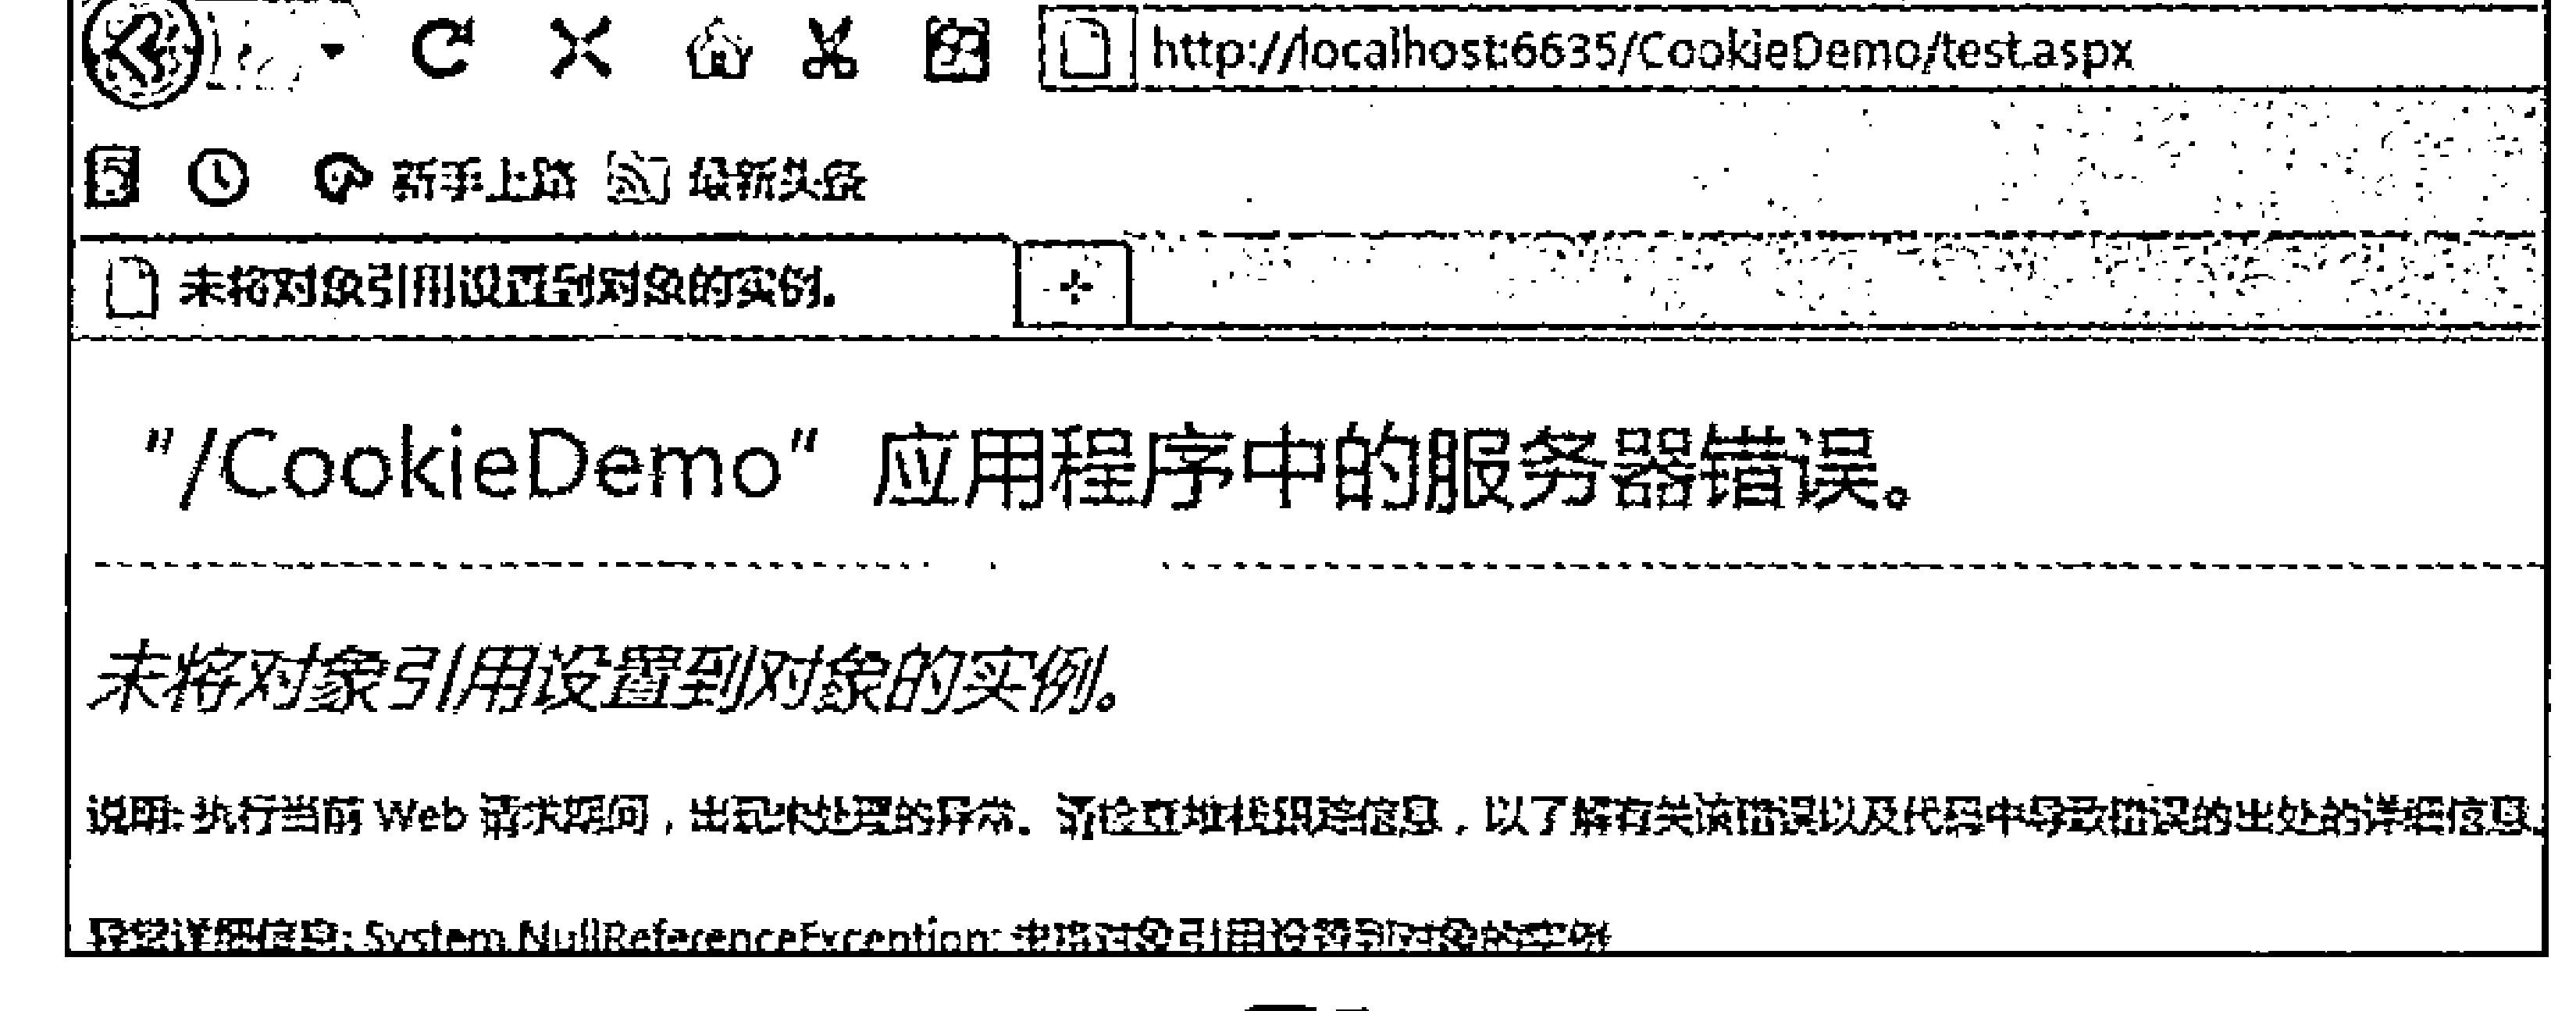 http://localhost:6635/CookieDemo/test.aspx
新手上路 最新头条
未将对象引用设置到对象的实例。
"/CookieDemo" 应用程序中的服务器错误。
未将对象引用设置到对象的实例。
说明: 执行当前 Web 请求期间，出现未处理的异常。请检查堆栈跟踪信息，以了解有关该错误以及代码中导致错误的出处的详细信息。
异常详细信息: System.NullReferenceException: 未将对象引用设置到对象的实例